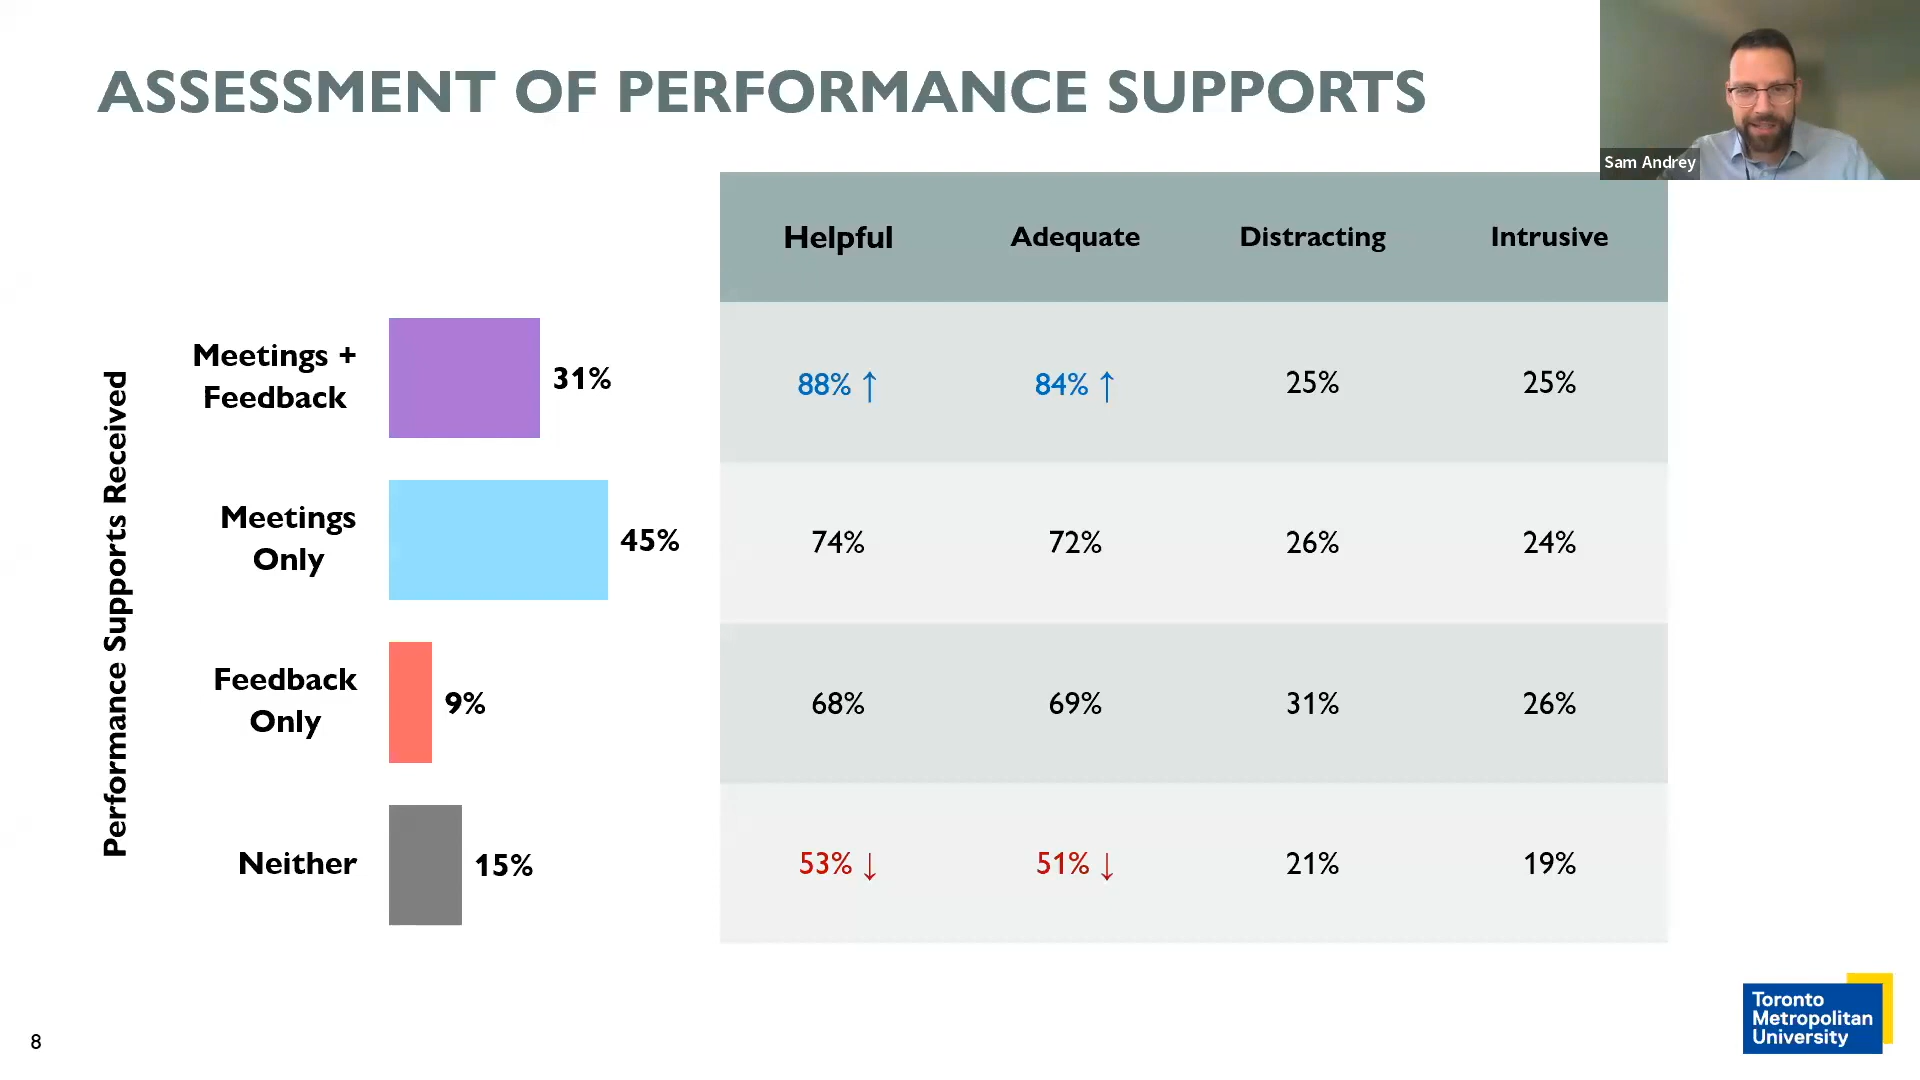 ASSESSMENT OF PERFORMANCE SUPPORTS
Sam Andrey
Helpful Adequate Distracting Intrusive
Performance Supports Received
Meetings +
Feedback
31% 88% ↑ 84% ↑ 25% 25%
Meetings
Only
45% 74% 72% 26% 24%
Feedback
Only
9% 68% 69% 31% 26%
Neither 15% 53% ↓ 51% ↓ 21% 19%
Toronto
Metropolitan
University
8